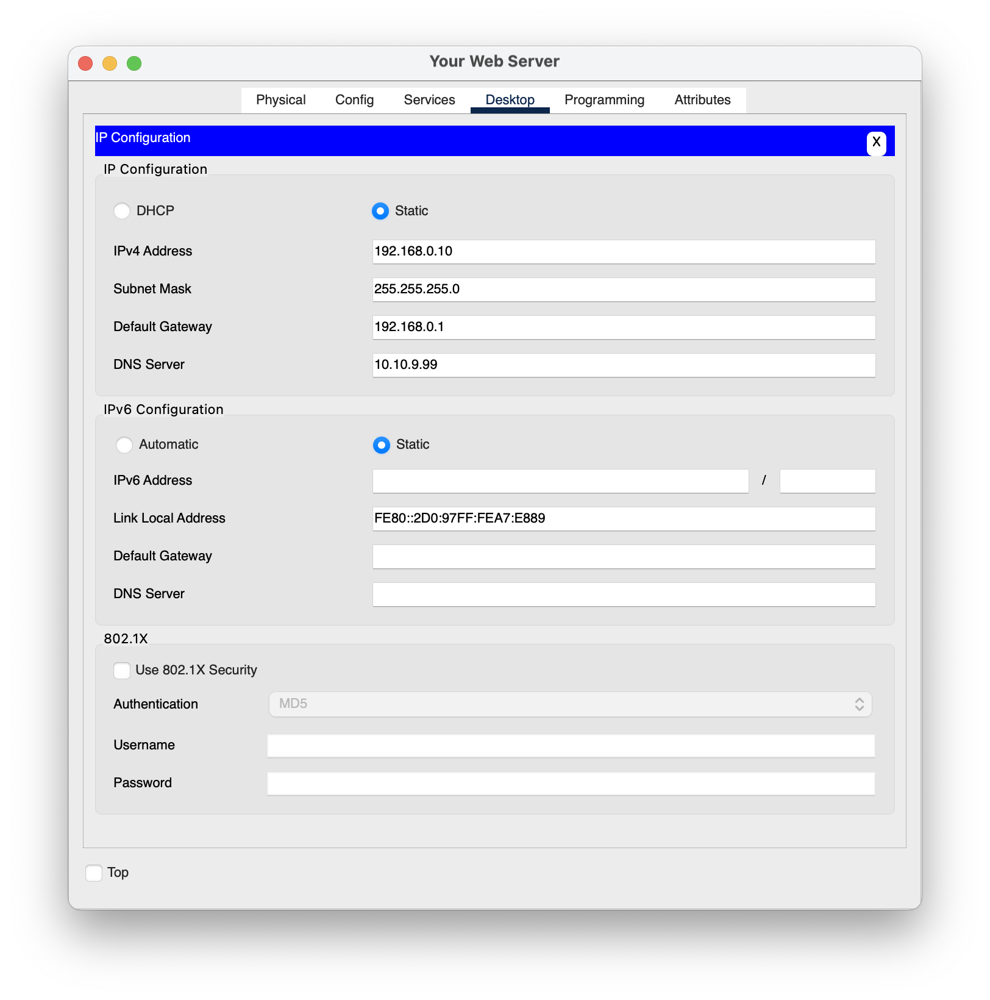 Your Web Server
Physical Config Services Desktop Programming Attributes
IP Configuration
X
IP Configuration
DHCP Static
IPv4 Address 192.168.0.10
Subnet Mask 255.255.255.0
Default Gateway 192.168.0.1
DNS Server 10.10.9.99
IPv6 Configuration
Automatic Static
IPv6 Address /
Link Local Address FE80::2D0:97FF:FEA7:E889
Default Gateway
DNS Server
802.1X
Use 802.1X Security
Authentication MD5
Username
Password
Top